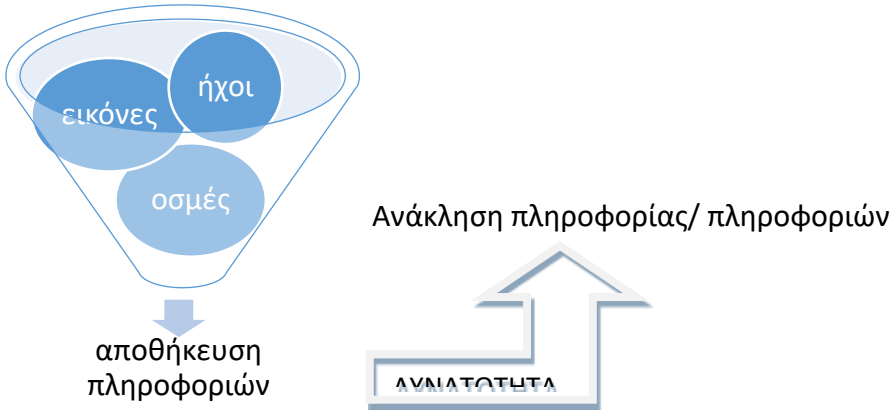 ήχοι
εικόνες
οσμές
Ανάκληση πληροφορίας/ πληροφοριών
αποθήκευση
πληροφοριών
ΔΥΝΑΤΟΤΗΤΑ